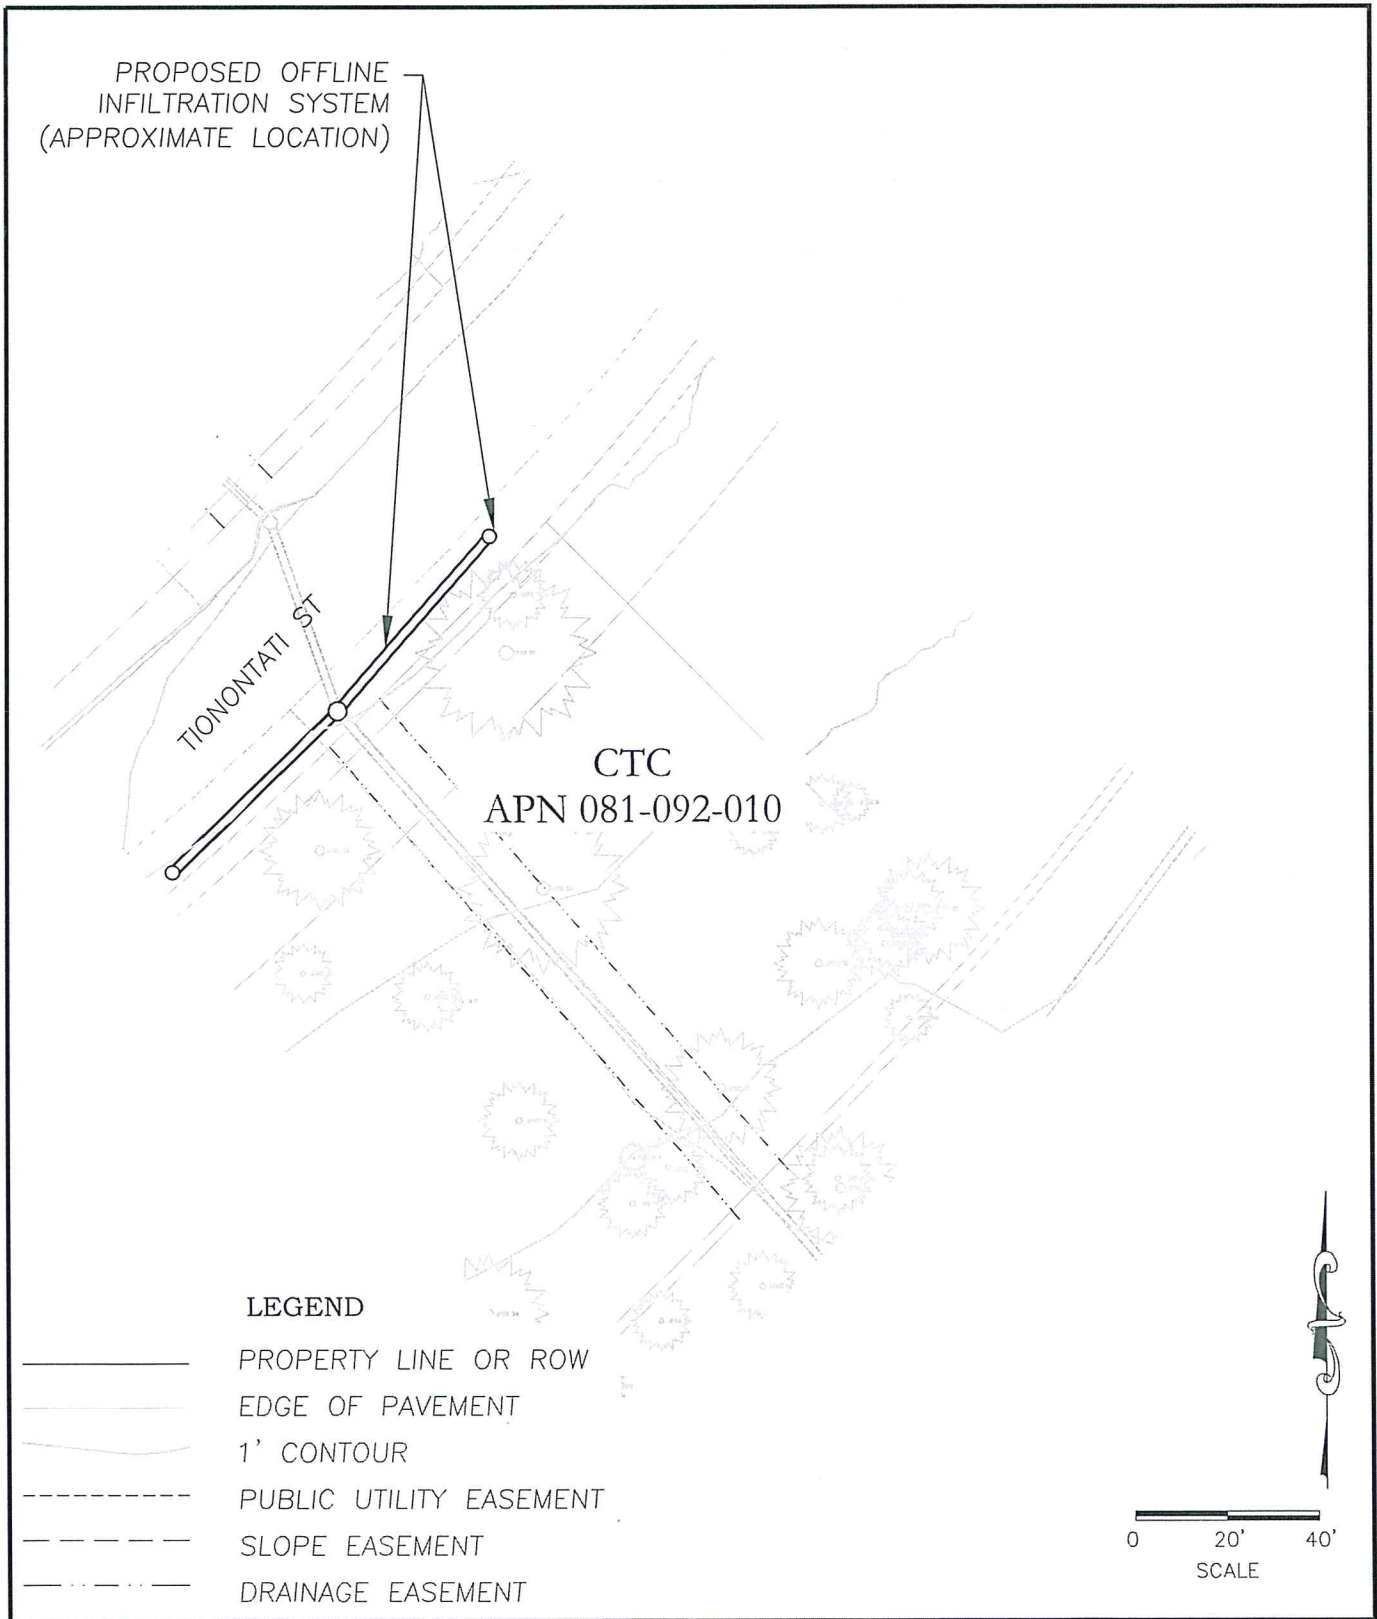 PROPOSED OFFLINE
INFILTRATION SYSTEM
(APPROXIMATE LOCATION)
TIONONTATI ST
CTC
APN 081-092-010
LEGEND
PROPERTY LINE OR ROW
EDGE OF PAVEMENT
1' CONTOUR
PUBLIC UTILITY EASEMENT
SLOPE EASEMENT
DRAINAGE EASEMENT
0 20' 40'
SCALE